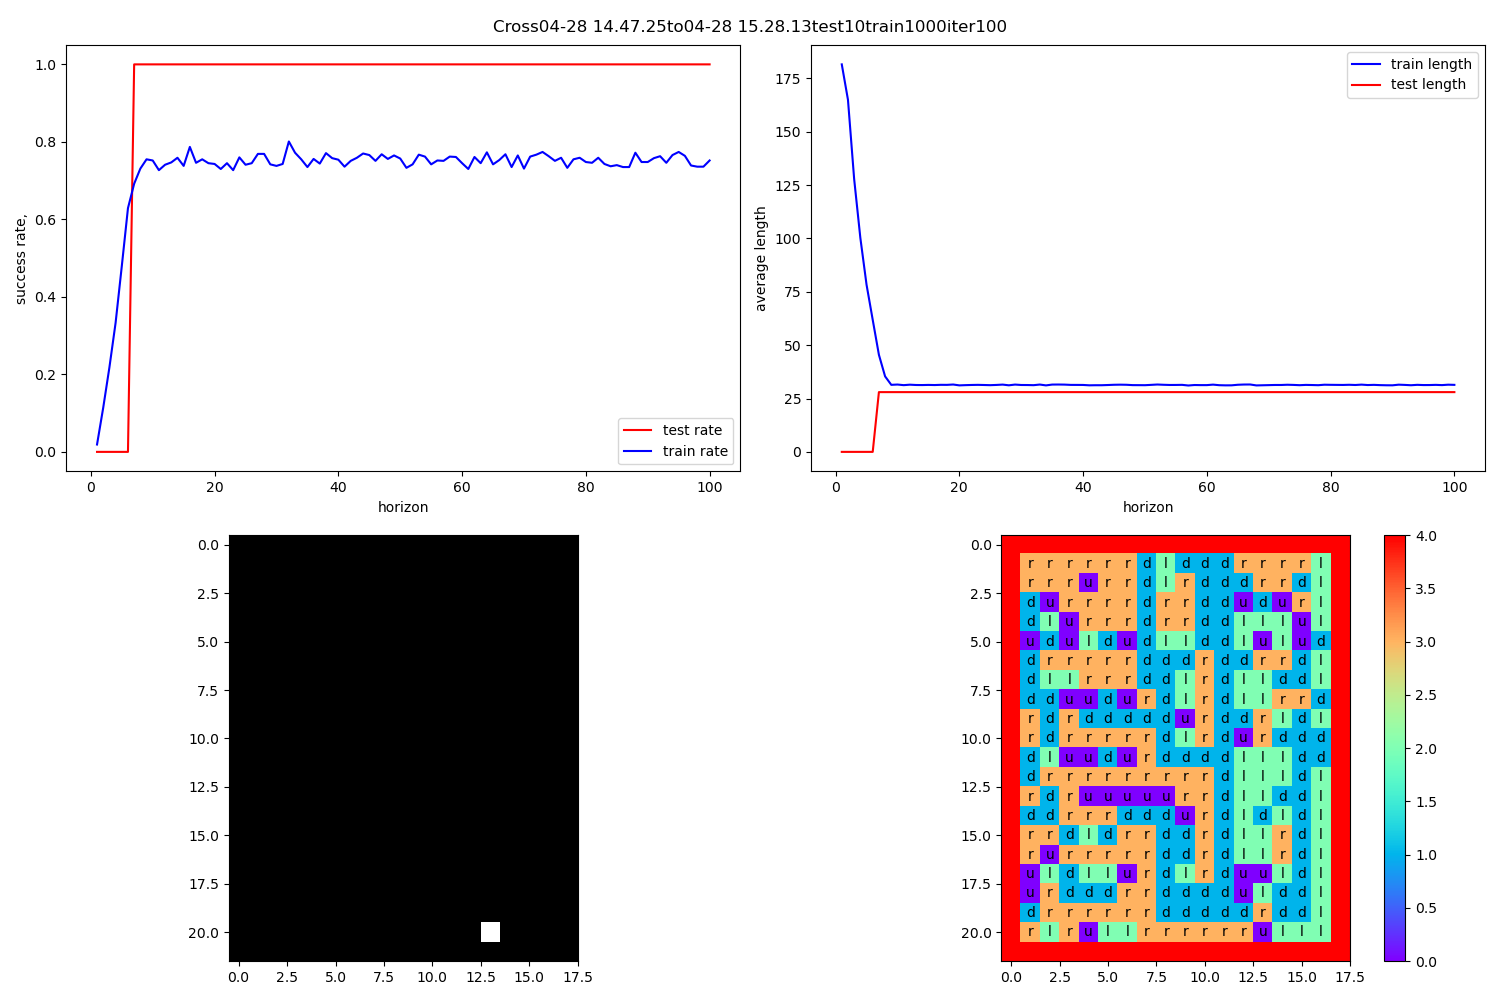 Cross04-28 14.47.25to04-28 15.28.13test10train1000iter100
1.0
0.8
0.6
0.4
0.2
0.0
success rate,
test rate
train rate
0 20 40 60 80 100
horizon
175
150
125
100
75
50
25
0
average length
train length
test length
0 20 40 60 80 100
horizon
0.0
2.5
5.0
7.5
10.0
12.5
15.0
17.5
20.0
0.0 2.5 5.0 7.5 10.0 12.5 15.0 17.5
0.0
2.5
5.0
7.5
10.0
12.5
15.0
17.5
20.0
r r r r r r d l d d d r r r r l
r r r u r r d l r d d d r r d l
d u r r r r d r r d d u d u r l
d l u r r r d r r d d l l l u l
u d u l d u d l l d d l u l u d
d r r r r r d d d r d d r r d l
d l l r r r d d l r d l l d d l
d d u u d u r d l r d l l r r d
r d r d d d d d u r d d r l d l
r d r r r r r d l r d u r d d d
d l u u d u r d d d d l l l d d
d r r r r r r r r r d l l l d l
r d r u u u u u r r d l l d d l
d d r r r d d d u r d l d l d l
r r d l d r r d d r d l l r d l
r u r r r r r d d r d l l r d l
u l d l l u r d l r d u u l d l
u r d d d r r d d d d u l d d l
d r r r r r r d d d d d r d d l
r l r u l l r r r r r r u l l l
0.0 2.5 5.0 7.5 10.0 12.5 15.0 17.5
4.0
3.5
3.0
2.5
2.0
1.5
1.0
0.5
0.0